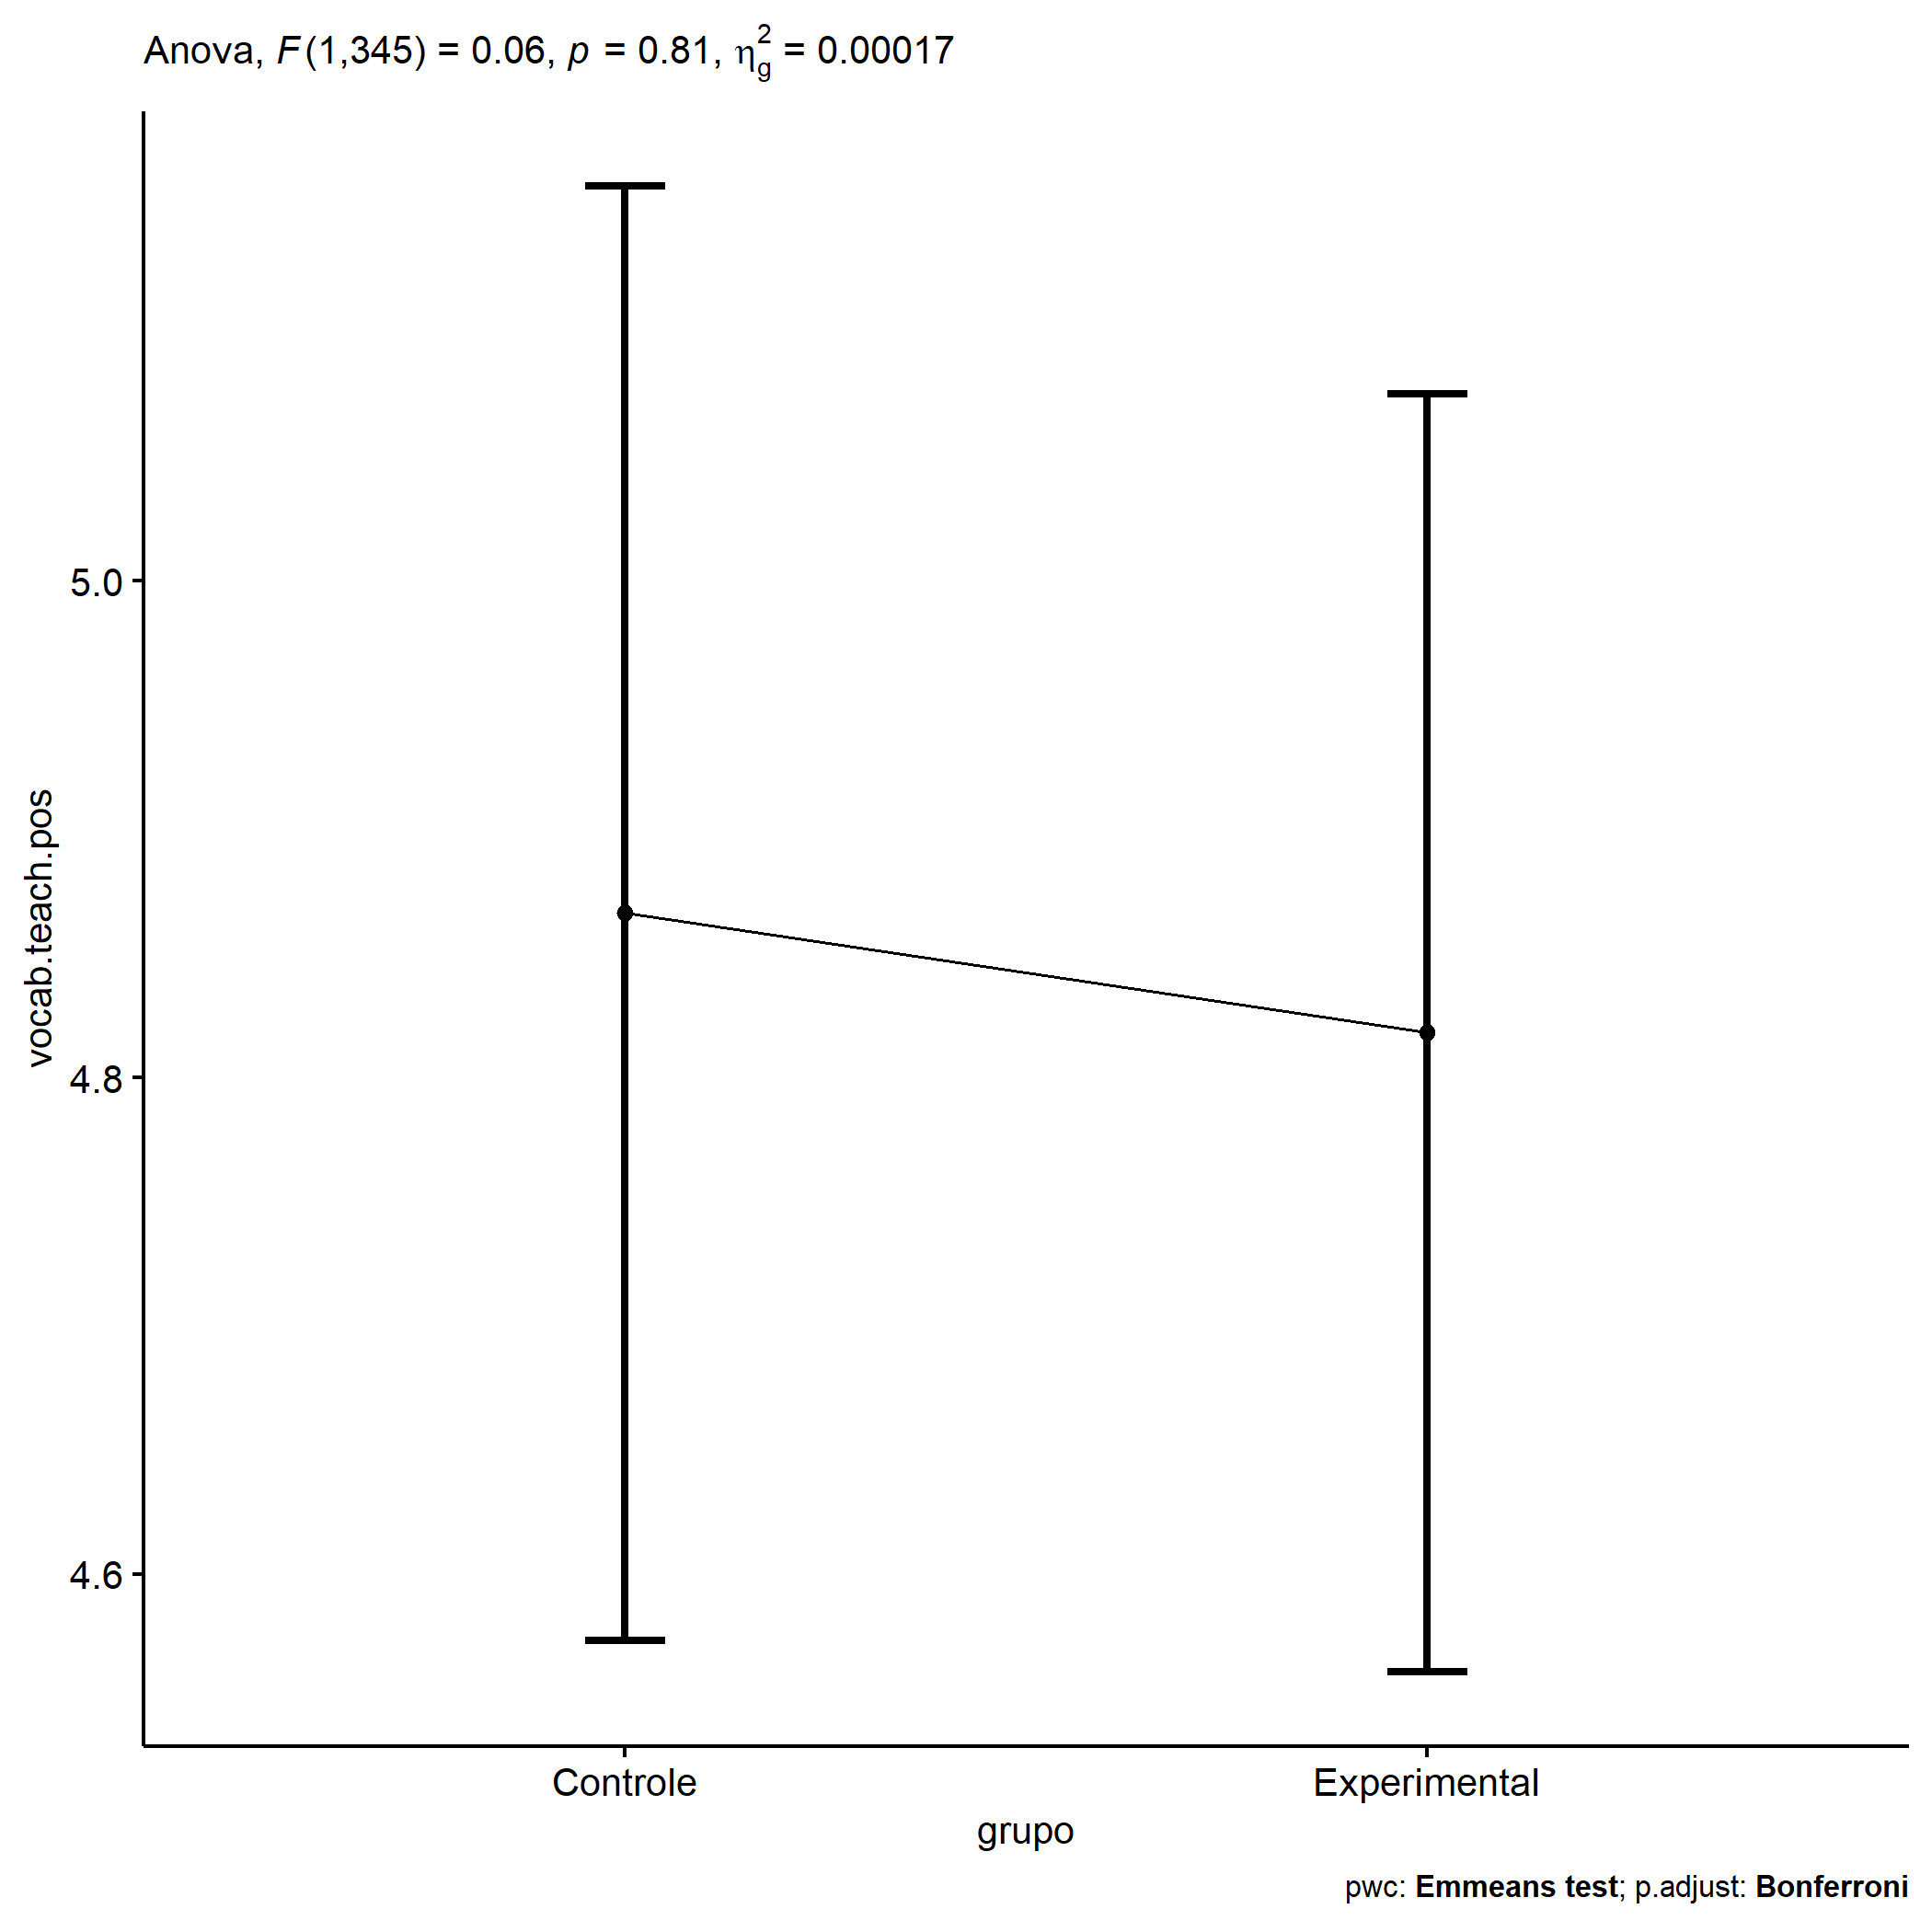 Anova, F(1,345) = 0.06, p = 0.81, η²g = 0.00017
5.0
4.8
4.6
vocab.teach.pos
Controle
Experimental
grupo
pwc: Emmeans test; p.adjust: Bonferroni